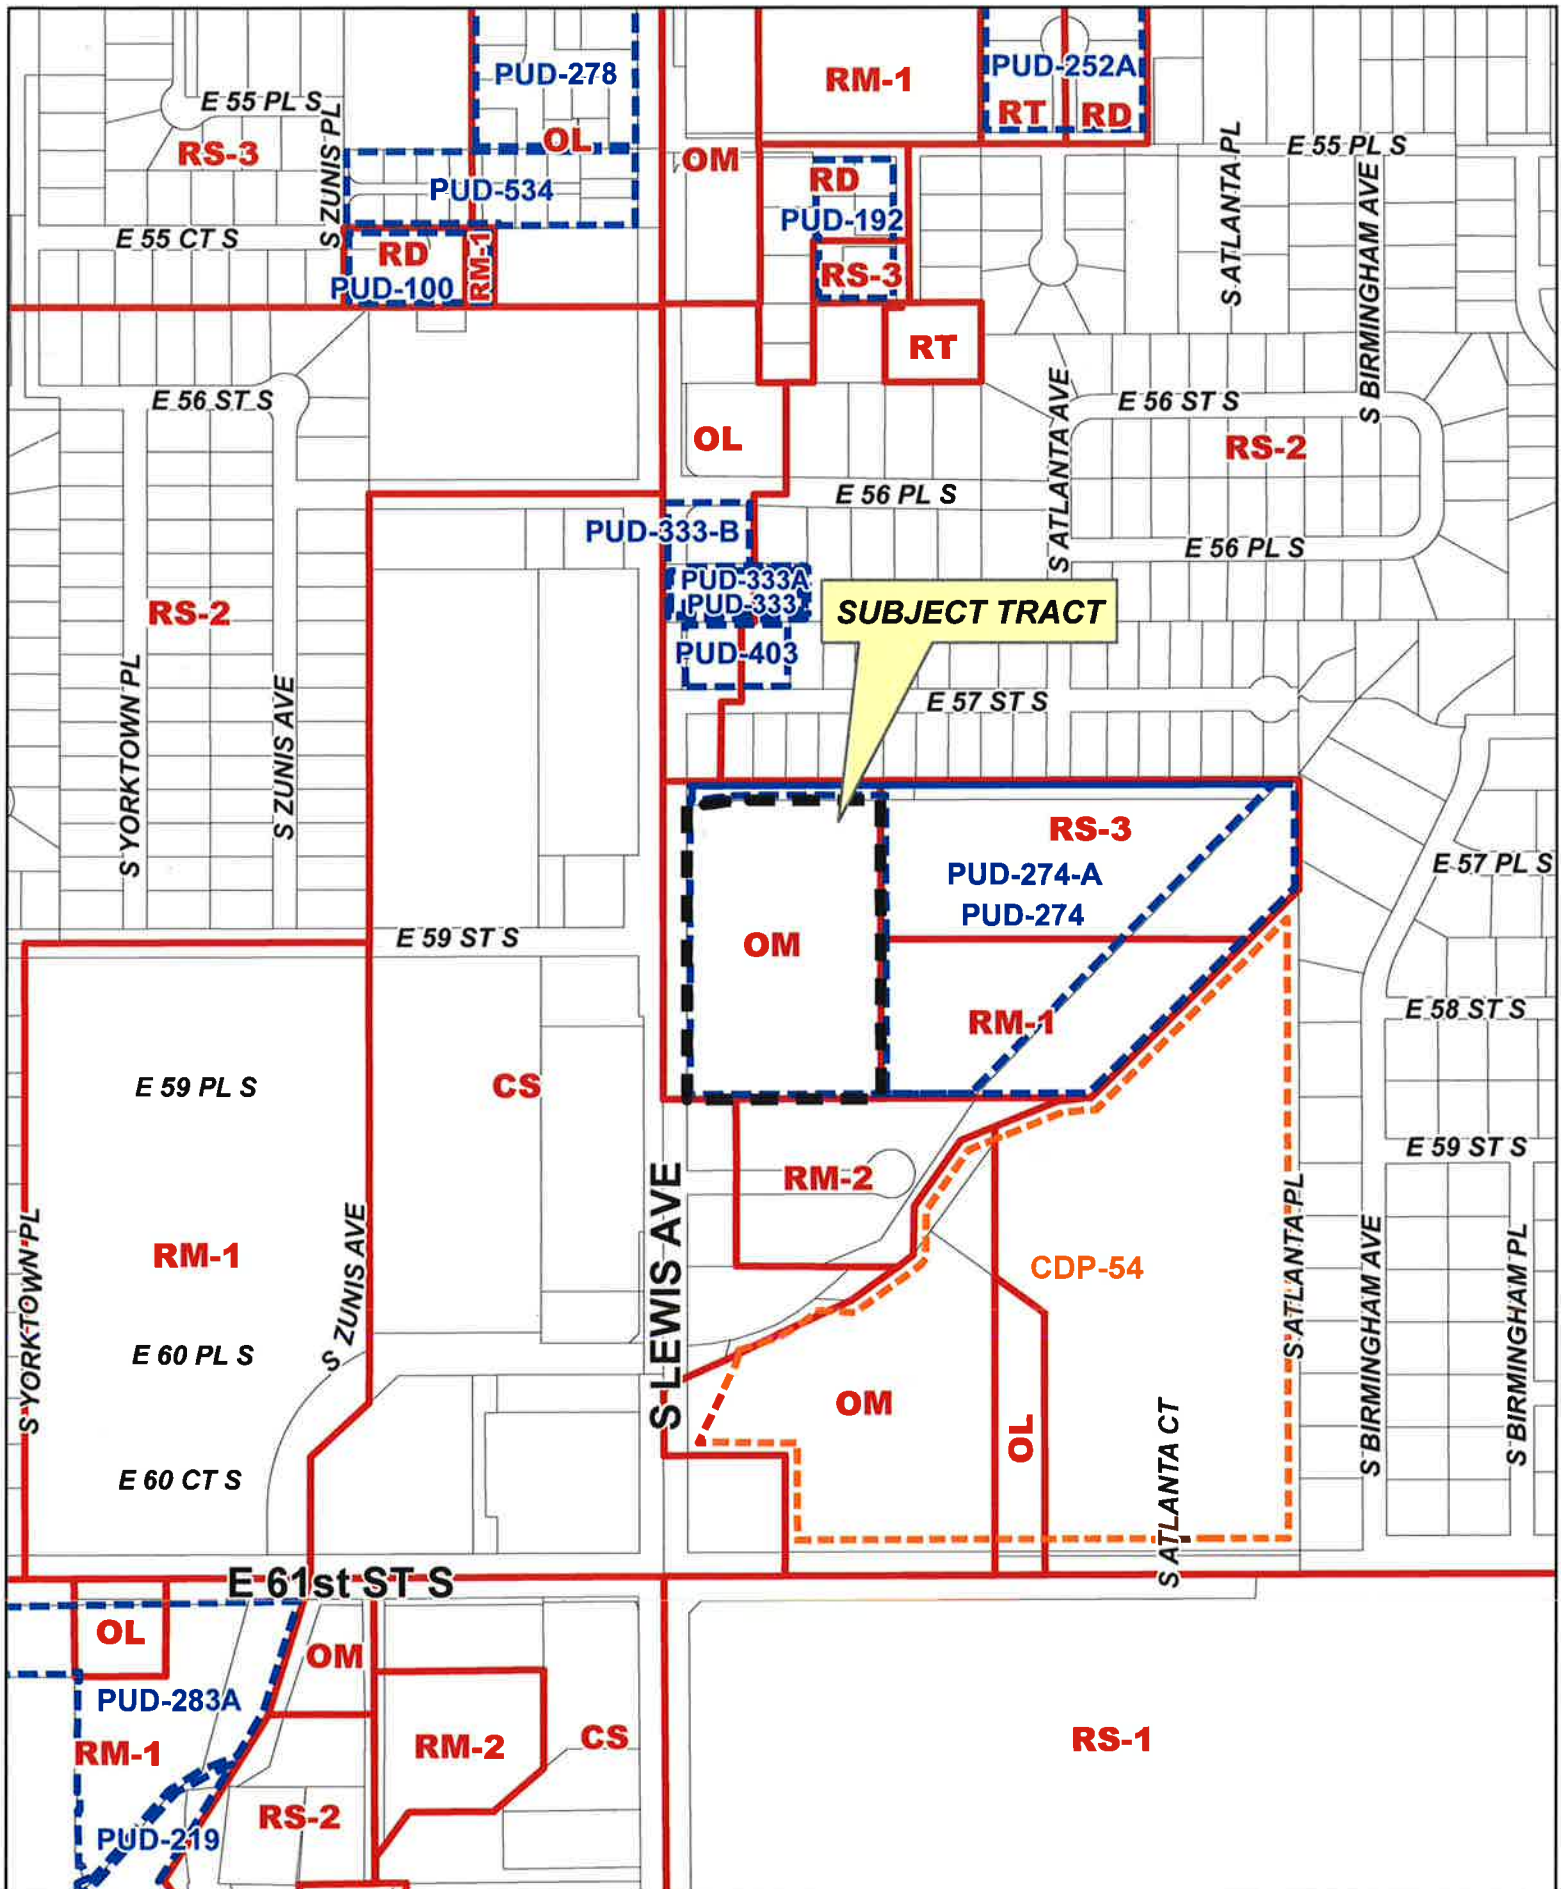 PUD-278
RM-1
PUD-252A
E 55 PL S
RT
RD
S ZUNIS PL
RS-3
OL
OM
S ATLANTA PL
E 55 PL S
PUD-534
RD
PUD-192
S BIRMINGHAM AVE
E 55 CT S
RD
RM-1
PUD-100
RS-3
RT
E 56 ST S
S ATLANTA AVE
E 56 ST S
OL
RS-2
E 56 PL S
PUD-333-B
E 56 PL S
PUD-333A
PUD-333
RS-2
SUBJECT TRACT
PUD-403
S YORKTOWN PL
S ZUNIS AVE
E 57 ST S
RS-3
E 57 PL S
PUD-274-A
PUD-274
E 59 ST S
OM
RM-1
E 58 ST S
E 59 PL S
CS
E 59 ST S
RM-2
S YORKTOWN PL
RM-1
S ZUNIS AVE
S LEWIS AVE
CDP-54
S ATLANTA PL
S BIRMINGHAM AVE
S BIRMINGHAM PL
E 60 PL S
OM
OL
S ATLANTA CT
E 60 CT S
E 61st ST S
OL
OM
PUD-283A
RM-1
RM-2
CS
RS-1
RS-2
PUD-219